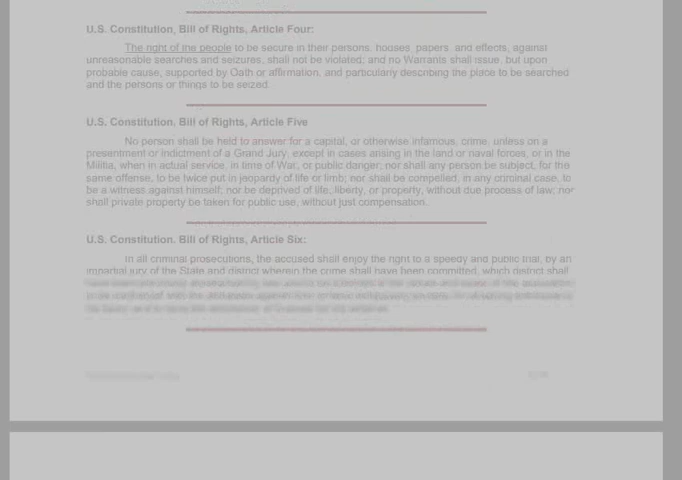 U.S. Constitution, Bill of Rights, Article Four:
The right of the people to be secure in their persons, houses, papers, and effects, against
unreasonable searches and seizures, shall not be violated; and no Warrants shall issue, but upon
probable cause, supported by Oath or affirmation, and particularly describing the place to be searched
and the persons or things to be seized.
U.S. Constitution. Bill of Rights, Article Five
No person shall be held to answer for a capital, or otherwise infamous, crime, unless on a
presentment or indictment of a Grand Jury, except in cases arising in the land or naval forces, or in the
Militia, when in actual service, in time of War, or public danger; nor shall any person be subject, for the
same offense, to be twice put in jeopardy of life or limb; nor shall be compelled, in any criminal case, to
be a witness against himself; nor be deprived of life, liberty, or property, without due process of law; nor
shall private property be taken for public use, without just compensation.
U.S. Constitution. Bill of Rights, Article Six:
In all criminal prosecutions, the accused shall enjoy the right to a speedy and public trial, by an
impartial jury of the State and district wherein the crime shall have been committed, which district shall